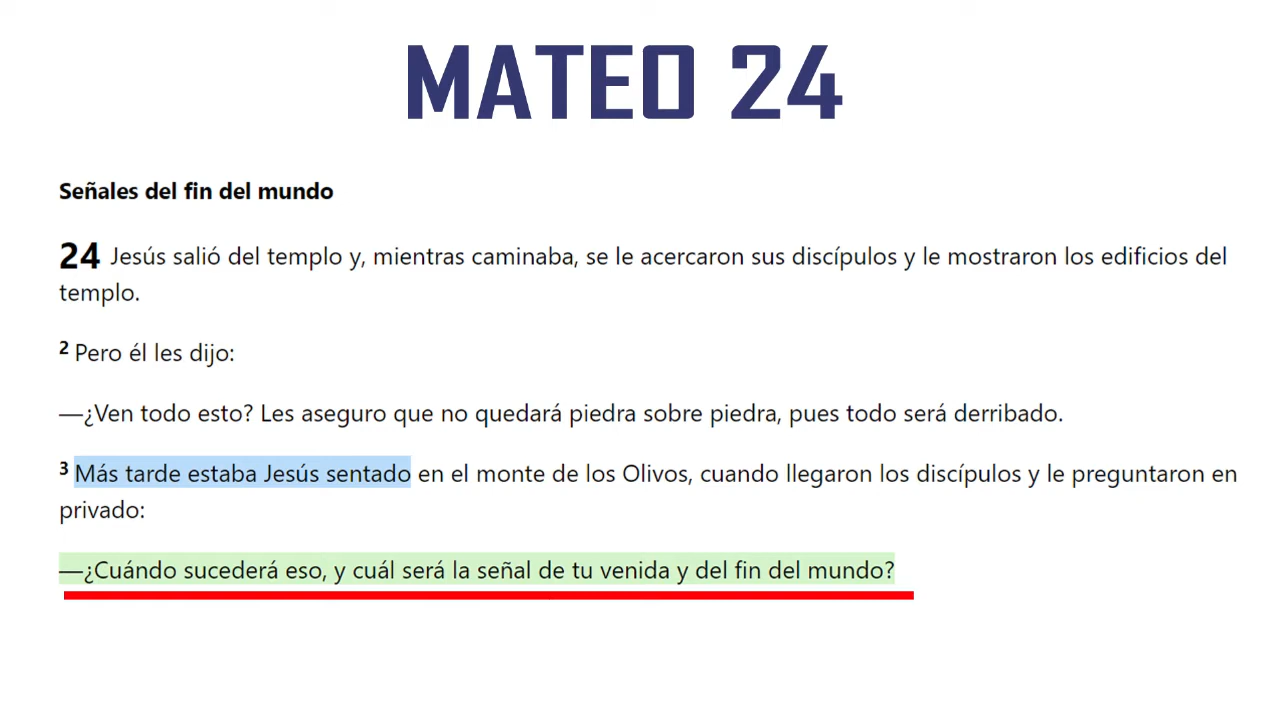 MATEO 24
Señales del fin del mundo
24 Jesús salió del templo y, mientras caminaba, se le acercaron sus discípulos y le mostraron los edificios del
templo.
2 Pero él les dijo:
—¿Ven todo esto? Les aseguro que no quedará piedra sobre piedra, pues todo será derribado.
3 Más tarde estaba Jesús sentado en el monte de los Olivos, cuando llegaron los discípulos y le preguntaron en
privado:
—¿Cuándo sucederá eso, y cuál será la señal de tu venida y del fin del mundo?